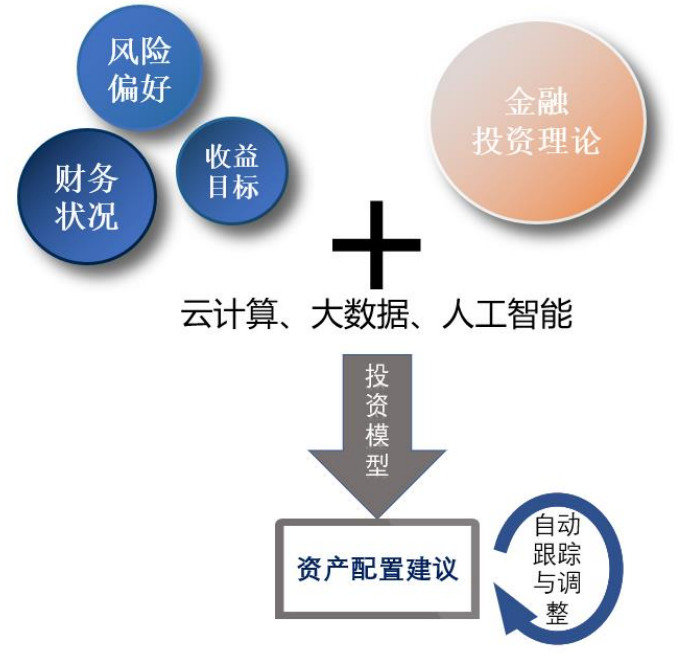 风险
偏好
财务
状况
收益
目标
金融
投资理论
云计算、大数据、人工智能
投
资
模
型
资产配置建议
自动
跟踪
与调
整